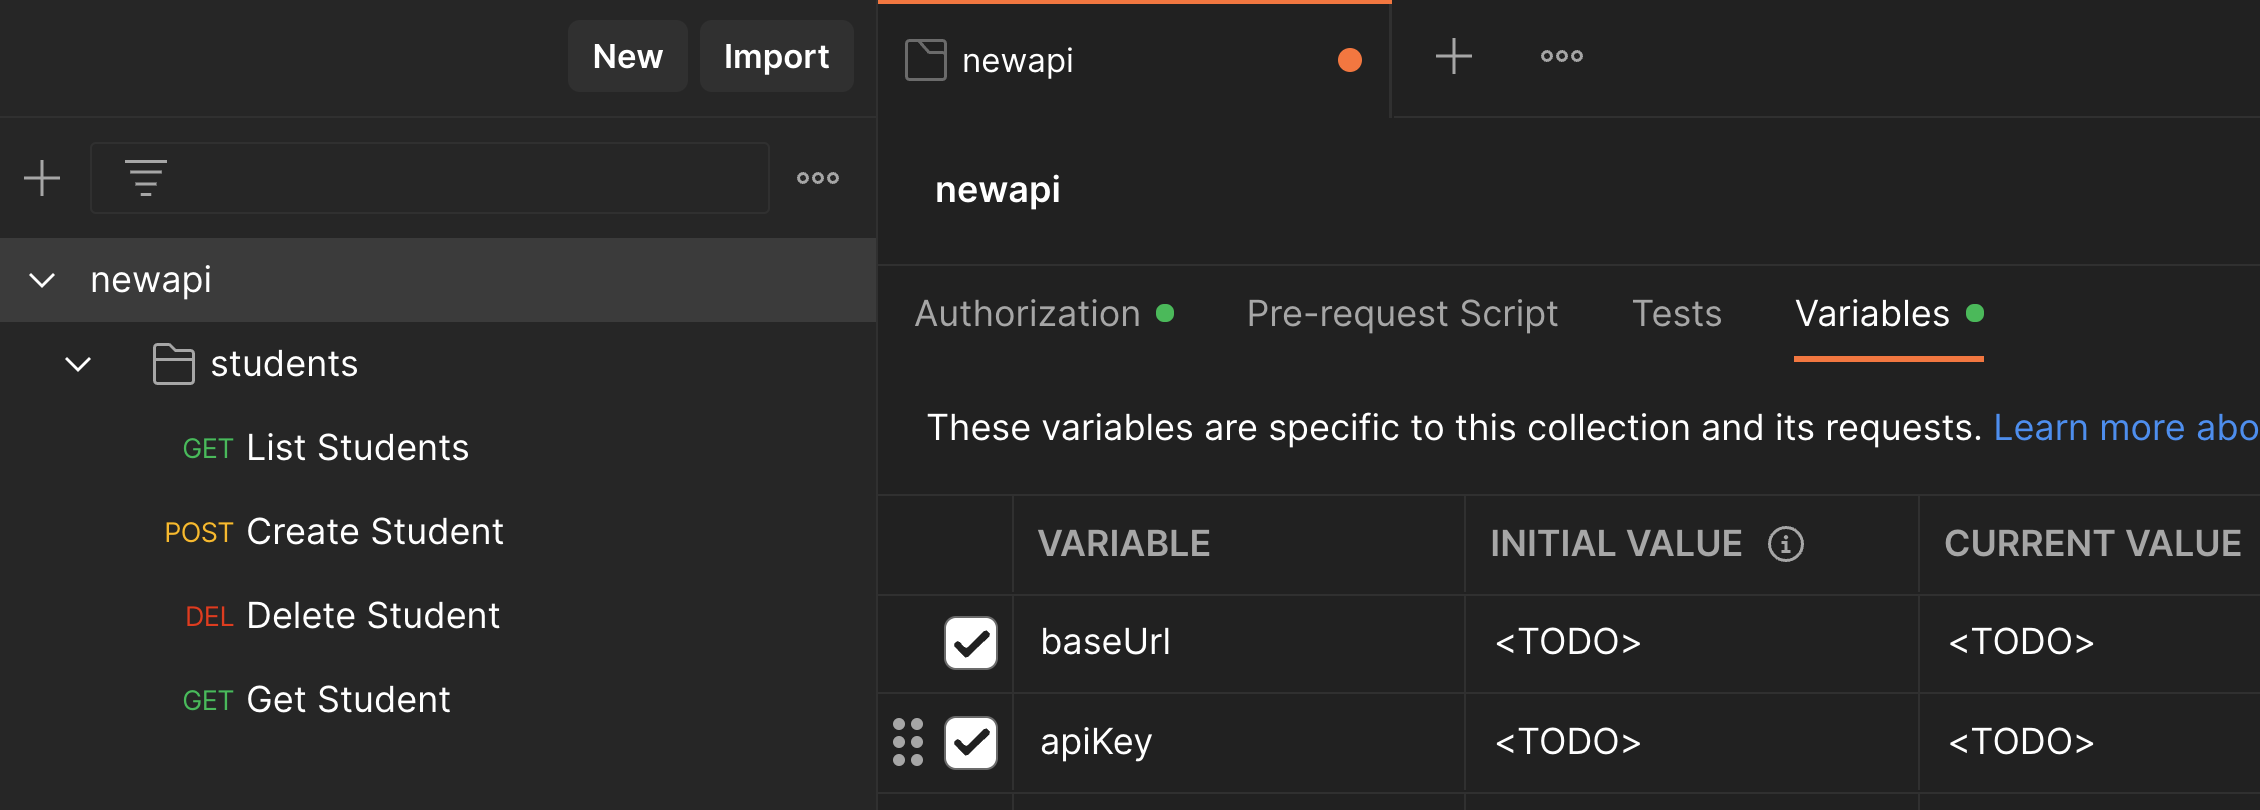 New Import
newapi
newapi
students
GET List Students
POST Create Student
DEL Delete Student
GET Get Student
newapi
newapi
Authorization Pre-request Script Tests Variables
These variables are specific to this collection and its requests. Learn more abo
VARIABLE INITIAL VALUE CURRENT VALUE
baseUrl <TODO> <TODO>
apiKey <TODO> <TODO>